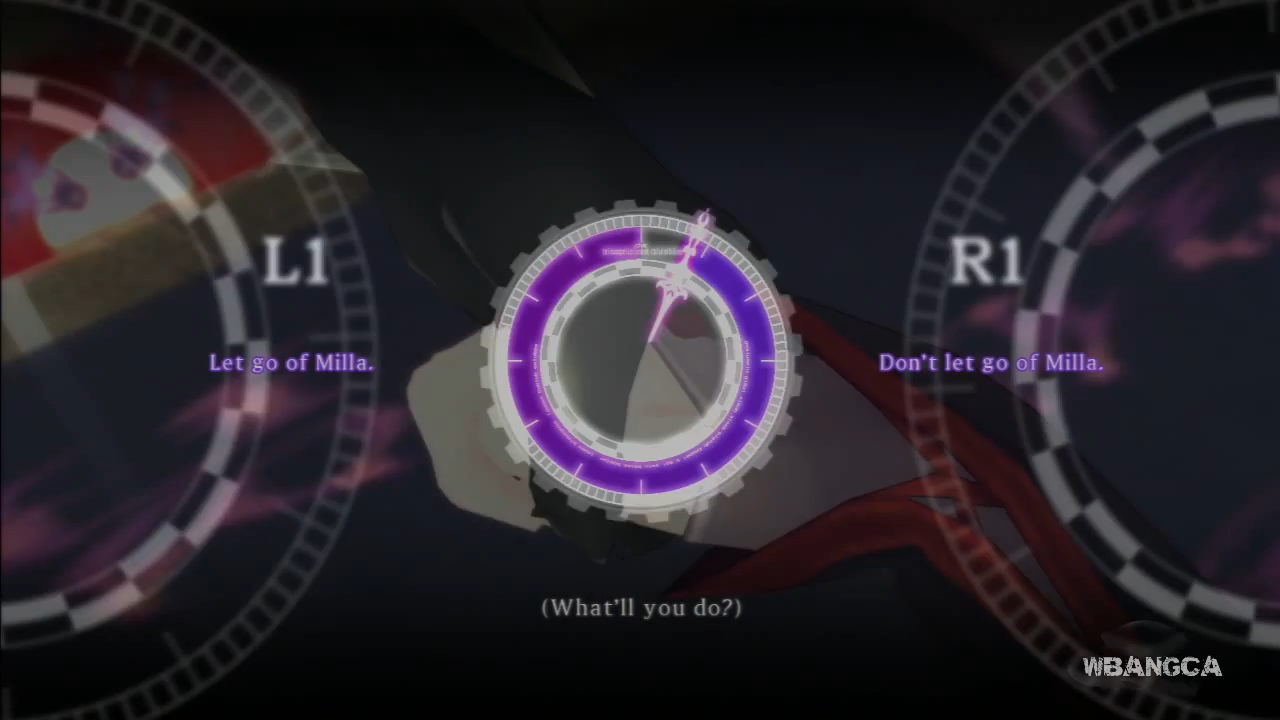 L1
R1
Let go of Milla.
Don't let go of Milla.
(What'll you do?)
WBANGCA